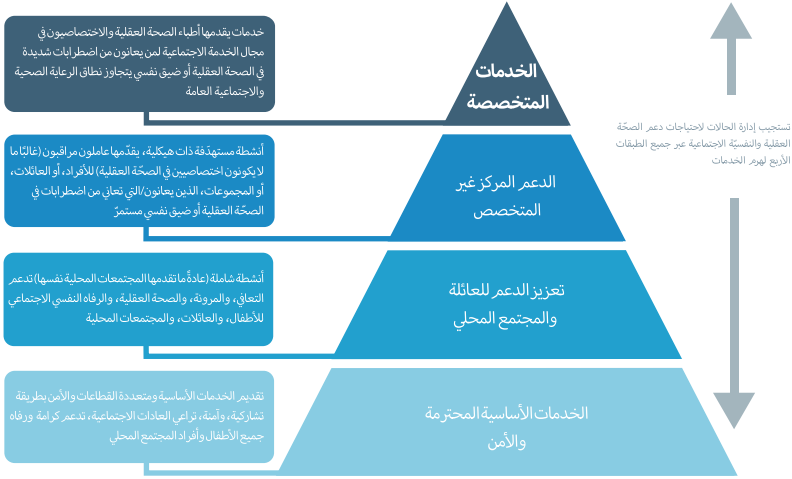 خدمات يقدمها أطباء الصحة العقلية والاختصاصيون في
مجال الخدمة الاجتماعية لمن يعانون من اضطرابات شديدة
في الصحة العقلية أو ضيق نفسي يتجاوز نطاق الرعاية الصحية
والاجتماعية العامة
الخدمات
المتخصصة
تستجيب إدارة الحالات لاحتياجات دعم الصحّة
العقلية والنفسيّة الاجتماعية عبر جميع الطبقات
الأربع لهرم الخدمات
أنشطة مستهدَفة ذات هيكلية، يقدّمها عاملون مراقبون (غالبًا ما
لا يكونون اختصاصيين في الصحّة العقلية) للأفراد، أو العائلات،
أو المجموعات، الذين يعانون/التي تعاني من اضطرابات في
الصحّة العقلية أو ضيق نفسي مستمرّ
الدعم المركز غير
المتخصص
أنشطة شاملة (عادةً ما تقدمها المجتمعات المحلية نفسها) تدعم
التعافي، والمرونة، والصحة العقلية، والرفاه النفسي الاجتماعي
للأطفال، والعائلات، والمجتمعات المحلية
تعزيز الدعم للعائلة
والمجتمع المحلي
تقديم الخدمات الأساسية ومتعددة القطاعات والأمن بطريقة
تشاركية، وآمنة، تراعي العادات الاجتماعية، تدعم كرامة ورفاه
جميع الأطفال وأفراد المجتمع المحلي
الخدمات الأساسية المحترمة
والأمن